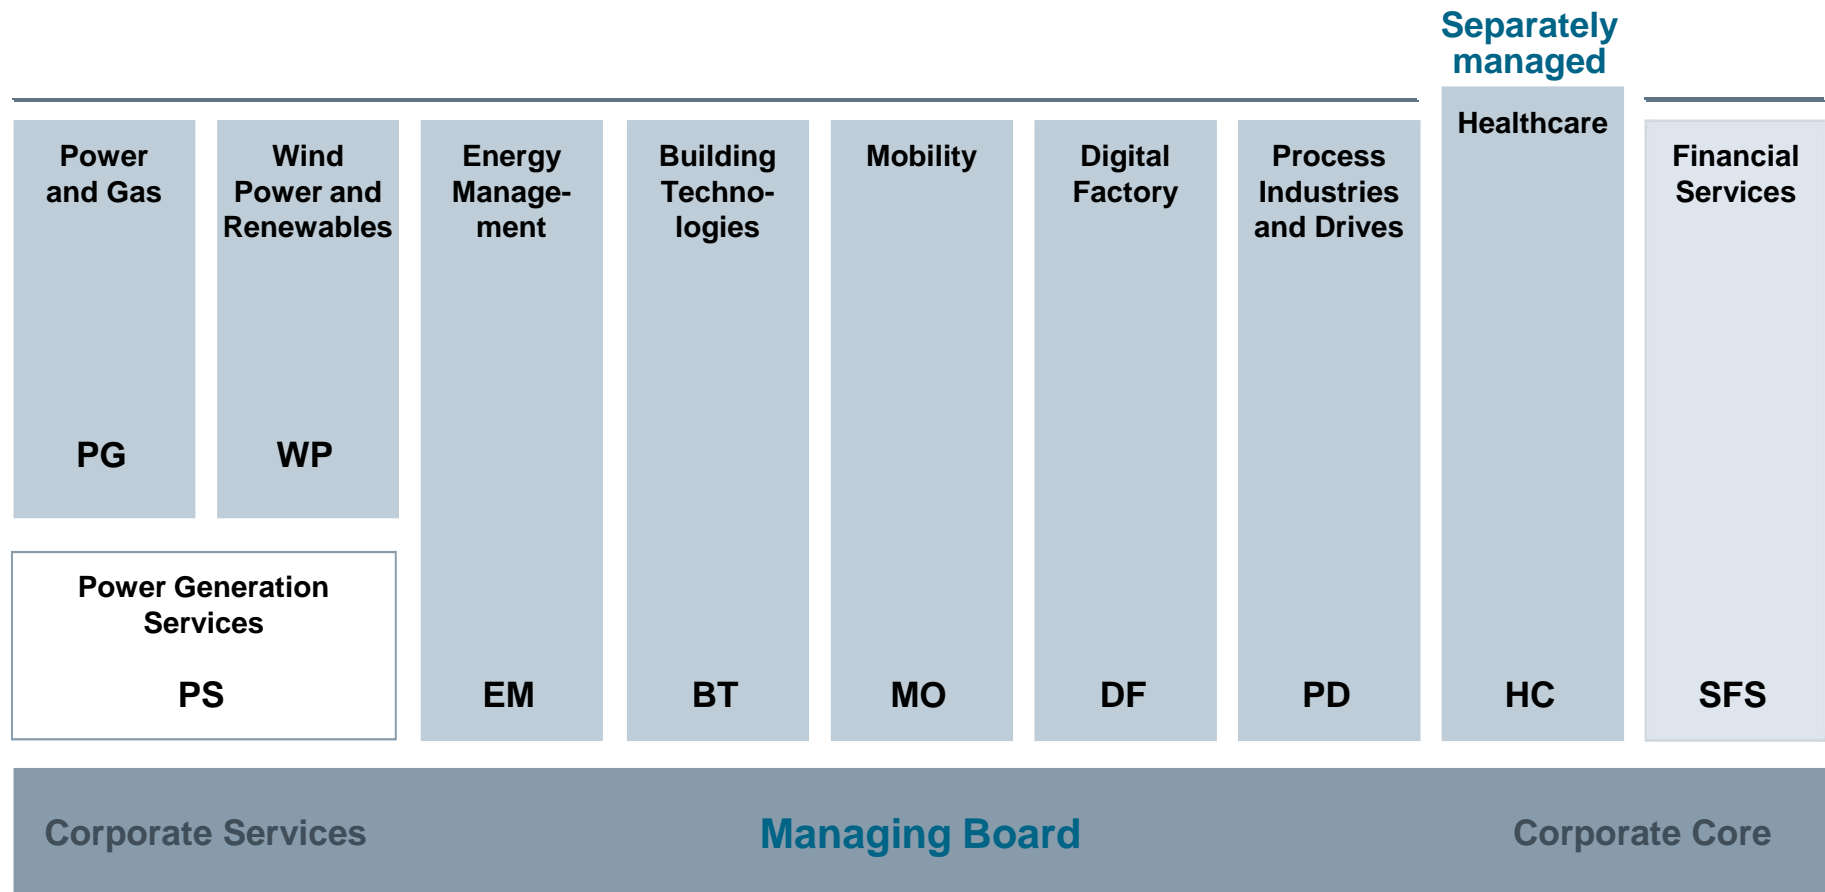 Separately
managed
Power
and Gas
PG
Wind
Power and
Renewables
WP
Power Generation
Services
PS
Energy
Manage-
ment
EM
Building
Techno-
logies
BT
Mobility
MO
Digital
Factory
DF
Process
Industries
and Drives
PD
Healthcare
HC
Financial
Services
SFS
Corporate Services
Managing Board
Corporate Core